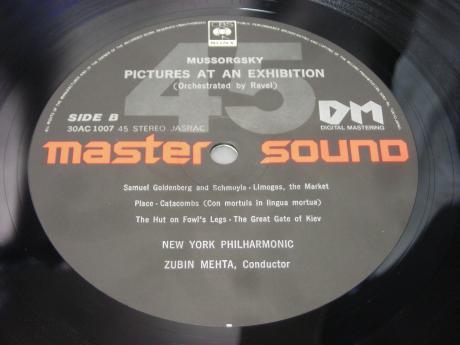 CBS
MUSSORGSKY
PICTURES AT AN EXHIBITION
(Orchestrated by Ravel)
45
SIDE B
30AC 1007 45 STEREO JASRAC
DM
DIGITAL MASTERING
master sound
Samuel Goldenberg and Schmuyle · Limoges, the Market
Place · Catacombs (Con mortuis in lingua mortua)
The Hut on Fowl's Legs · The Great Gate of Kiev
NEW YORK PHILHARMONIC
ZUBIN MEHTA, Conductor